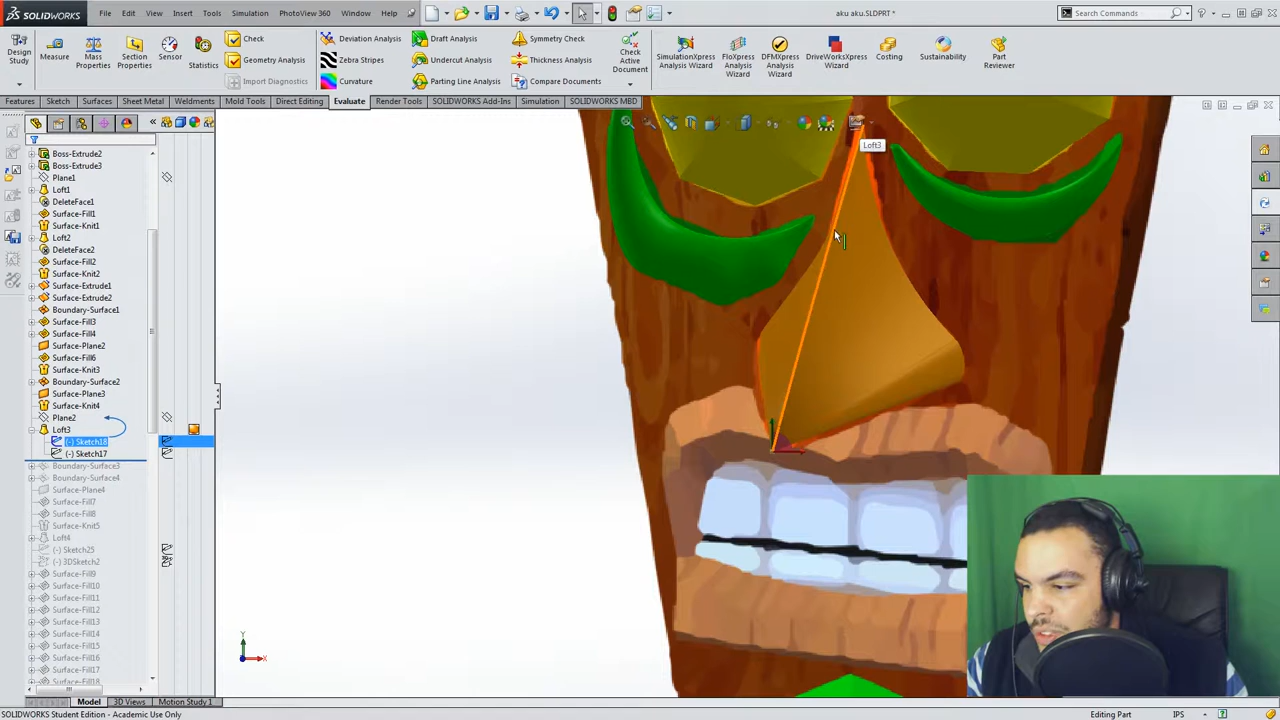 SOLIDWORKS
File
Edit
View
Insert
Tools
Simulation
PhotoView 360
Window
Help
aku aku.SLDPRT *
Search Commands
Design Study
Measure
Mass Properties
Section Properties
Sensor
Statistics
Check
Geometry Analysis
Import Diagnostics
Deviation Analysis
Zebra Stripes
Curvature
Draft Analysis
Undercut Analysis
Parting Line Analysis
Symmetry Check
Thickness Analysis
Compare Documents
Check Active Document
SimulationXpress Analysis Wizard
FloXpress Analysis Wizard
DFMXpress Analysis Wizard
DriveWorksXpress Wizard
Costing
Sustainability
Part Reviewer
Features
Sketch
Surfaces
Sheet Metal
Weldments
Mold Tools
Direct Editing
Evaluate
Render Tools
SOLIDWORKS Add-Ins
Simulation
SOLIDWORKS MBD
Boss-Extrude2
Boss-Extrude3
Plane1
Loft1
DeleteFace1
Surface-Fill1
Surface-Knit1
Loft2
DeleteFace2
Surface-Fill2
Surface-Knit2
Surface-Extrude1
Surface-Extrude2
Boundary-Surface1
Surface-Fill3
Surface-Fill4
Surface-Plane2
Surface-Fill6
Surface-Knit3
Boundary-Surface2
Surface-Plane3
Surface-Knit4
Plane2
Loft3
(-) Sketch18
(-) Sketch17
Boundary-Surface3
Boundary-Surface4
Surface-Plane4
Surface-Fill7
Surface-Fill8
Surface-Knit5
Loft4
(-) Sketch25
(-) 3DSketch2
Surface-Fill9
Surface-Fill10
Surface-Fill11
Surface-Fill12
Surface-Fill13
Surface-Fill14
Surface-Fill15
Surface-Fill16
Surface-Fill17
Surface-Fill18
Loft3
Y
X
Model
3D Views
Motion Study 1
SOLIDWORKS Student Edition - Academic Use Only
Editing Part
IPS